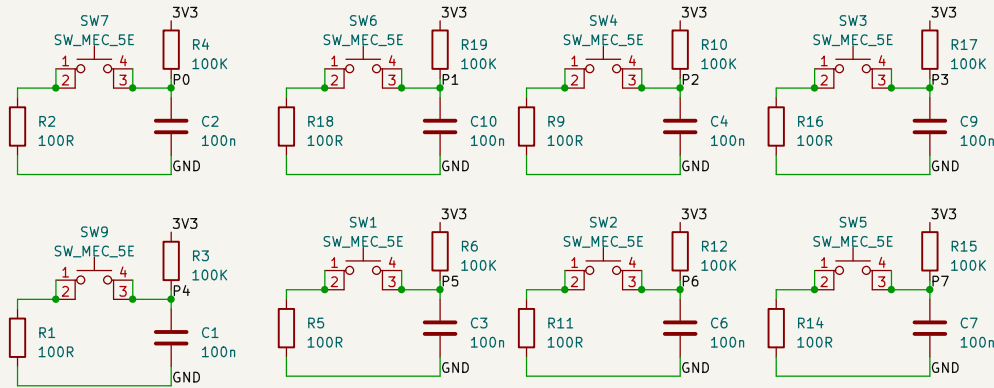 SW7
SW_MEC_5E
3V3
R4
100K
1
4
2
3
P0
R2
100R
C2
100n
GND
SW6
SW_MEC_5E
3V3
R19
100K
1
4
2
3
P1
R18
100R
C10
100n
GND
SW4
SW_MEC_5E
3V3
R10
100K
1
4
2
3
P2
R9
100R
C4
100n
GND
SW3
SW_MEC_5E
3V3
R17
100K
1
4
2
3
P3
R16
100R
C9
100n
GND
SW9
SW_MEC_5E
3V3
R3
100K
1
4
2
3
P4
R1
100R
C1
100n
GND
SW1
SW_MEC_5E
3V3
R6
100K
1
4
2
3
P5
R5
100R
C3
100n
GND
SW2
SW_MEC_5E
3V3
R12
100K
1
4
2
3
P6
R11
100R
C6
100n
GND
SW5
SW_MEC_5E
3V3
R15
100K
1
4
2
3
P7
R14
100R
C7
100n
GND